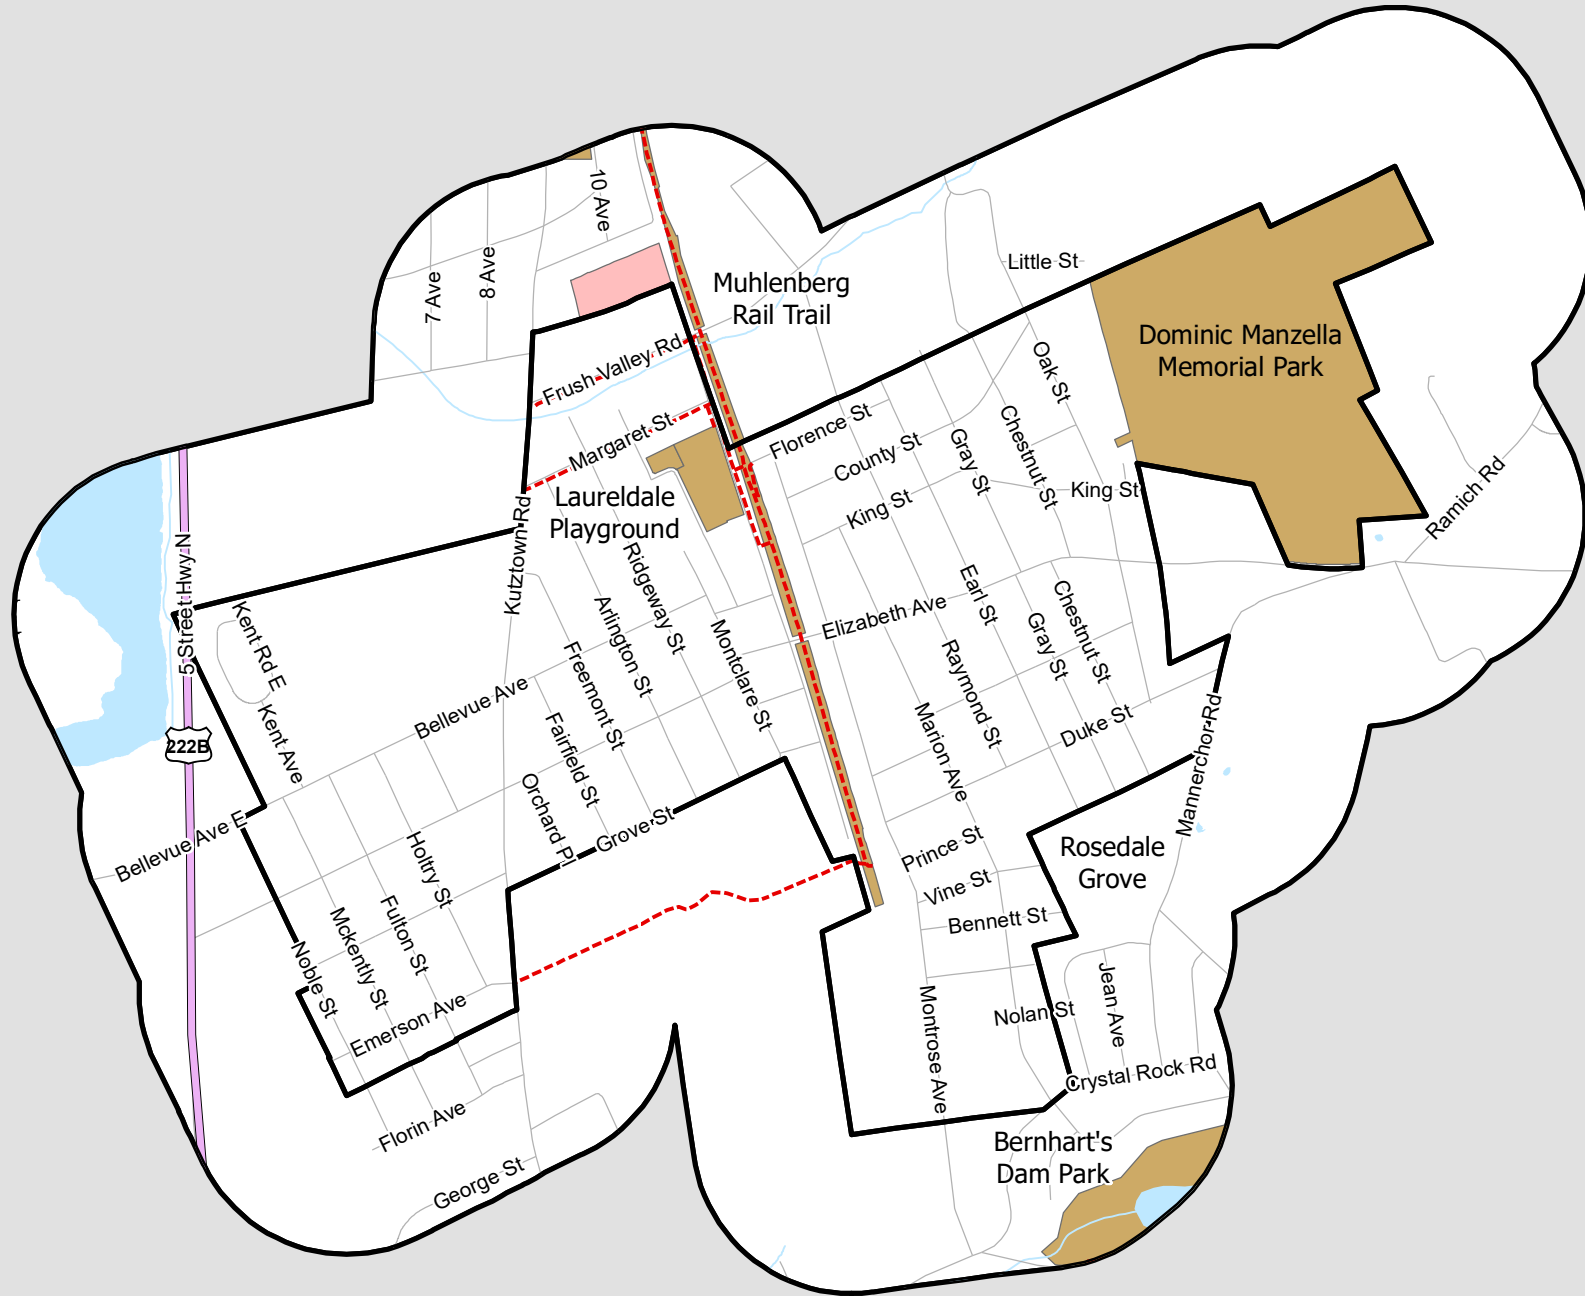 10 Ave
8 Ave
7 Ave
Little St
Muhlenberg
Rail Trail
Dominic Manzella
Memorial Park
Frush Valley Rd
Oak St
Margaret St
Florence St
County St
Gray St
Chestnut St
King St
King St
Ramich Rd
Laureldale
Playground
Kutztown Rd
5 Street Hwy N
Kent Rd E
Ridgeway St
Arlington St
Elizabeth Ave
Earl St
Gray St
Chestnut St
Montclare St
Freemont St
Bellevue Ave
Kent Ave
Fairfield St
Raymond St
Marion Ave
Duke St
Mannerchor Rd
222B
Orchard Pl
Grove St
Bellevue Ave E
Holtry St
Prince St
Rosedale
Grove
Vine St
Bennett St
Fulton St
Mckently St
Noble St
Emerson Ave
Montrose Ave
Nolan St
Jean Ave
Crystal Rock Rd
Florin Ave
George St
Bernhart's
Dam Park